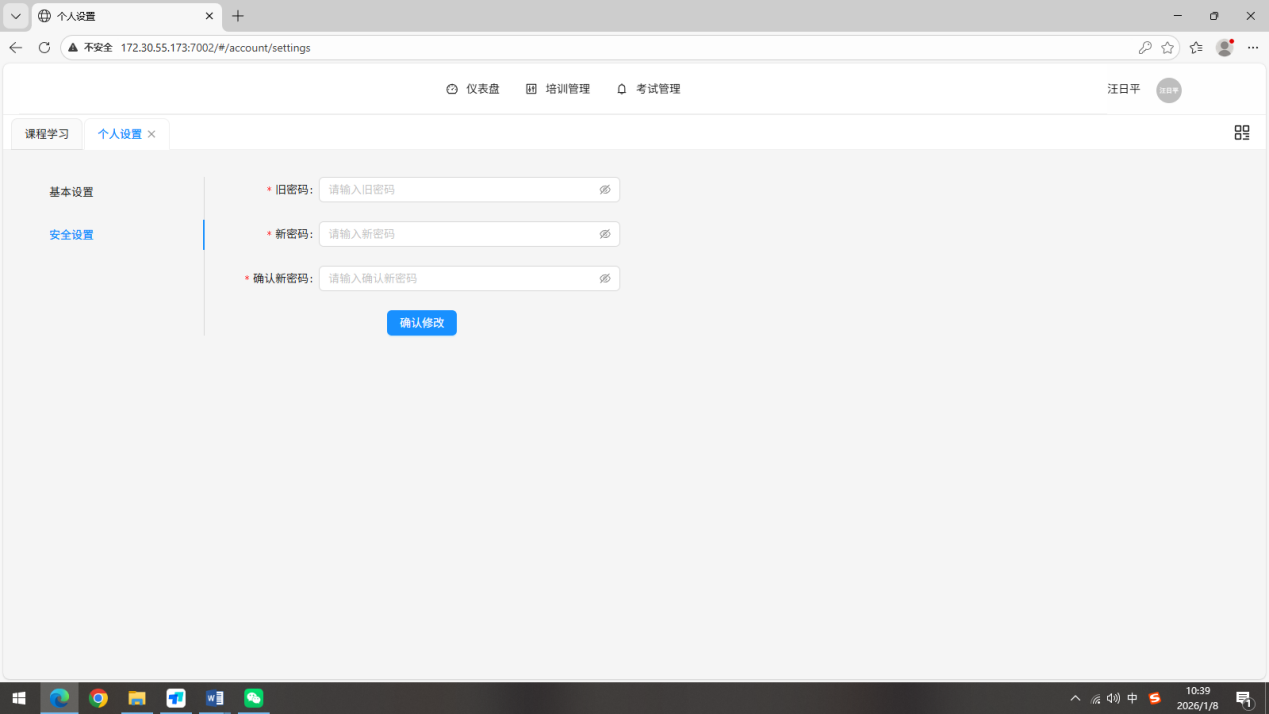 个人设置
不安全 172.30.55.173:7002/#/account/settings
仪表盘 培训管理 考试管理 汪日平 汪日平
课程学习 个人设置
基本设置
安全设置
* 旧密码: 请输入旧密码
* 新密码: 请输入新密码
* 确认新密码: 请输入确认新密码
确认修改
W 中 S 10:39 1
2026/1/8